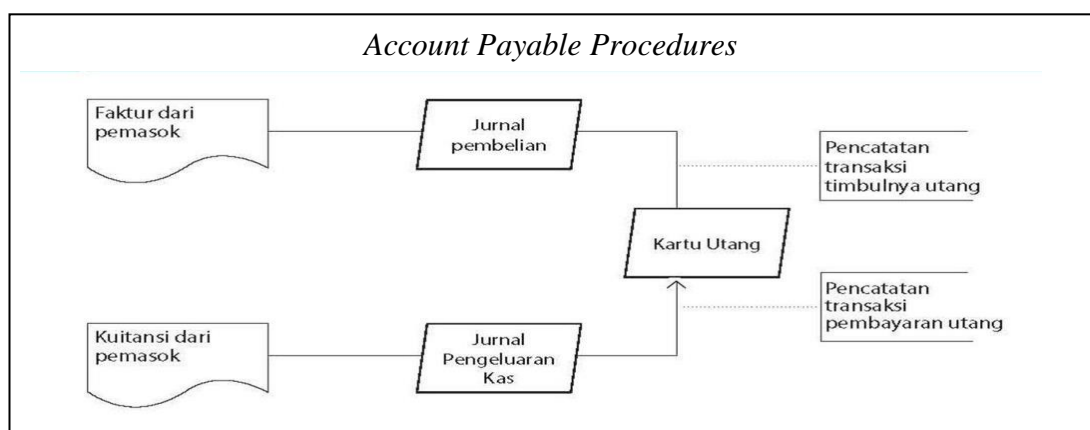 Account Payable Procedures
Faktur dari
pemasok
Jurnal
pembelian
Pencatatan
transaksi
timbulnya utang
Kartu Utang
Pencatatan
transaksi
pembayaran utang
Kuitansi dari
pemasok
Jurnal
Pengeluaran
Kas